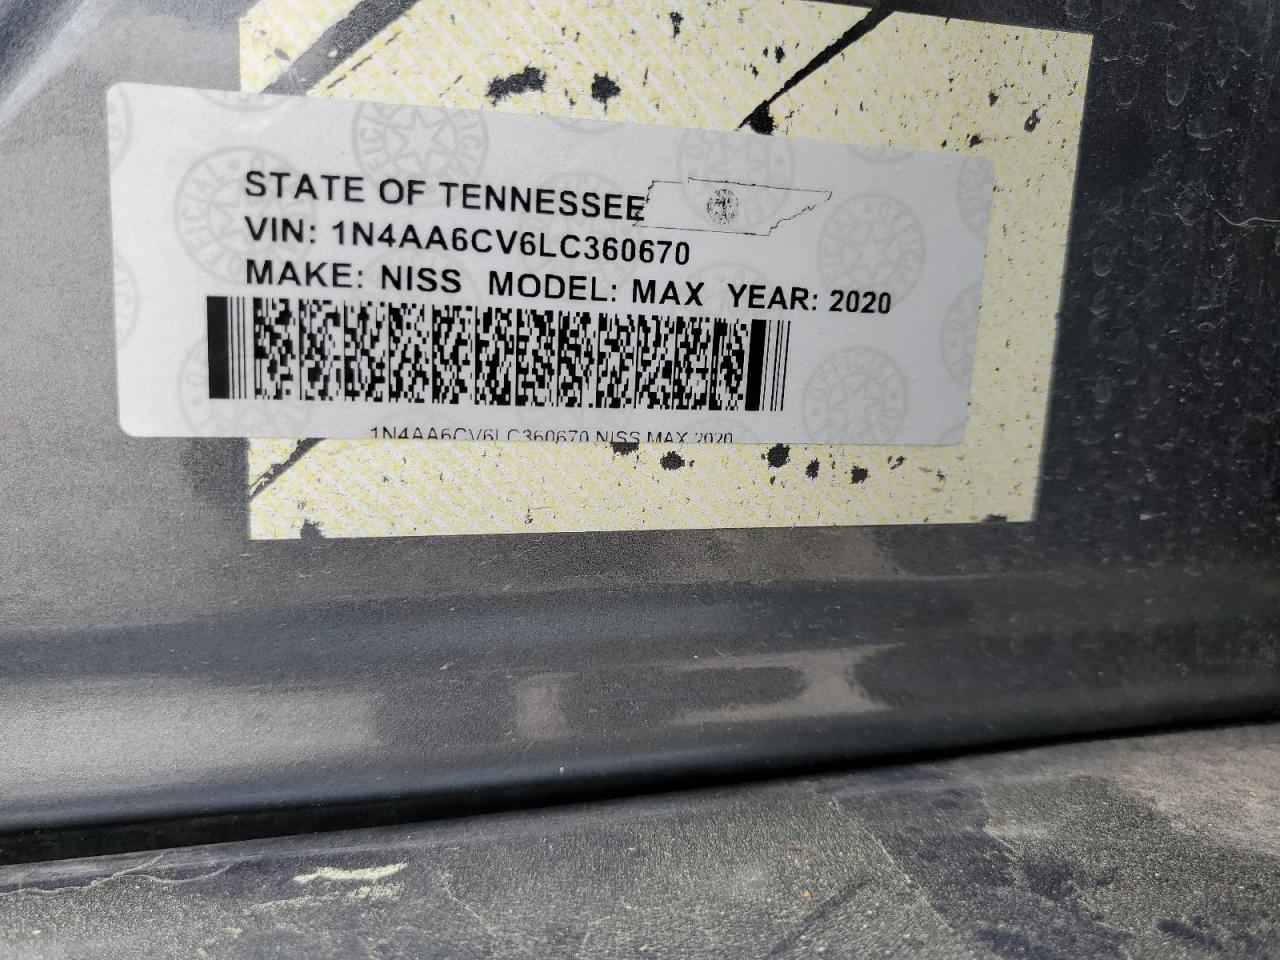 STATE OF TENNESSEE
VIN: 1N4AA6CV6LC360670
MAKE: NISS MODEL: MAX YEAR: 2020
1N4AA6CV6LC360670 NISS MAX 2020